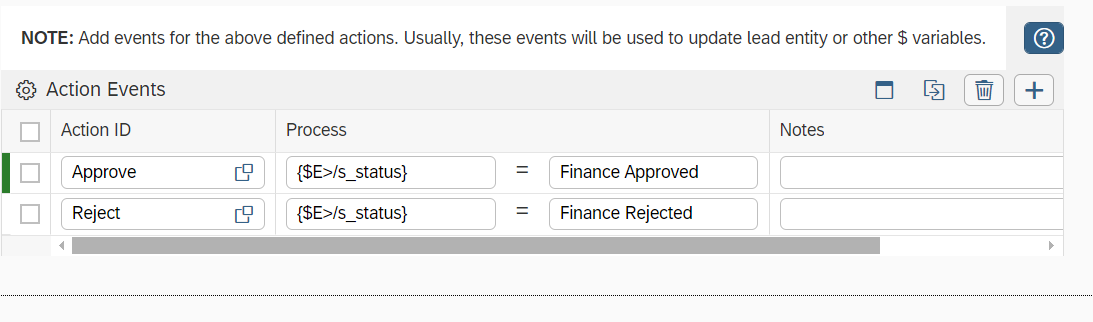 NOTE: Add events for the above defined actions. Usually, these events will be used to update lead entity or other $ variables.
Action Events
Action ID Process Notes
Approve {$E>/s_status} = Finance Approved
Reject {$E>/s_status} = Finance Rejected